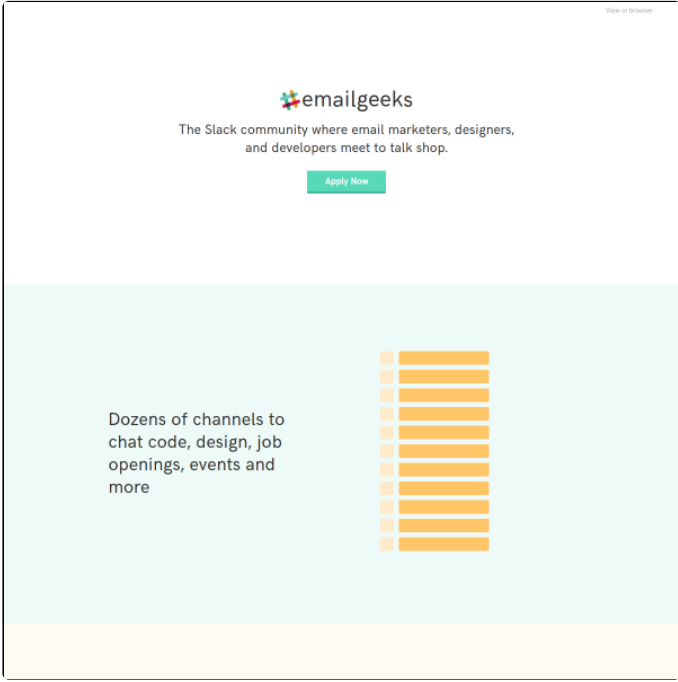 View in browser
#emailgeeks
The Slack community where email marketers, designers,
and developers meet to talk shop.
Apply Now
Dozens of channels to
chat code, design, job
openings, events and
more